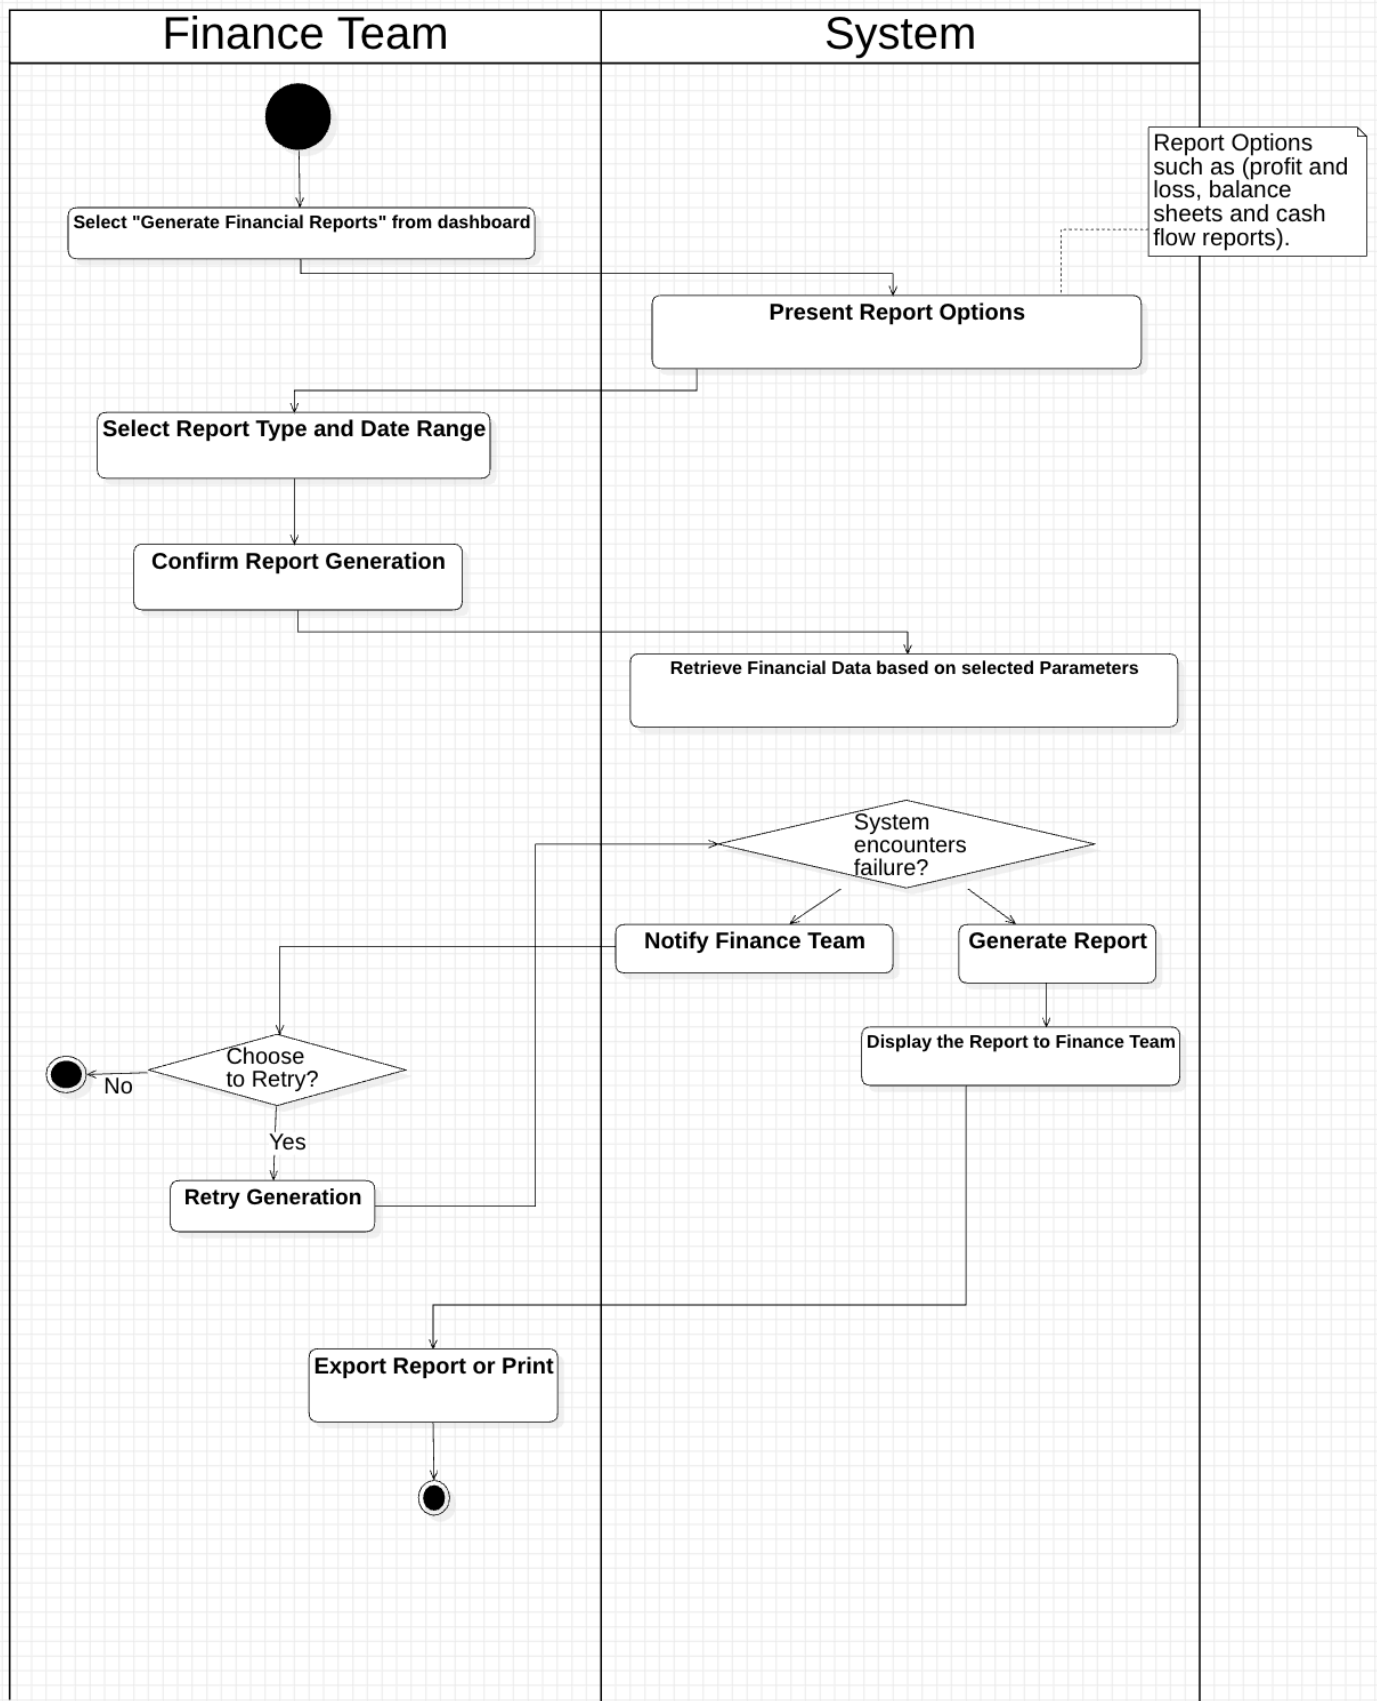 Finance Team
System
Report Options
such as (profit and
loss, balance
sheets and cash
flow reports).
Select "Generate Financial Reports" from dashboard
Present Report Options
Select Report Type and Date Range
Confirm Report Generation
Retrieve Financial Data based on selected Parameters
System
encounters
failure?
Notify Finance Team
Generate Report
Display the Report to Finance Team
Choose
to Retry?
No
Yes
Retry Generation
Export Report or Print